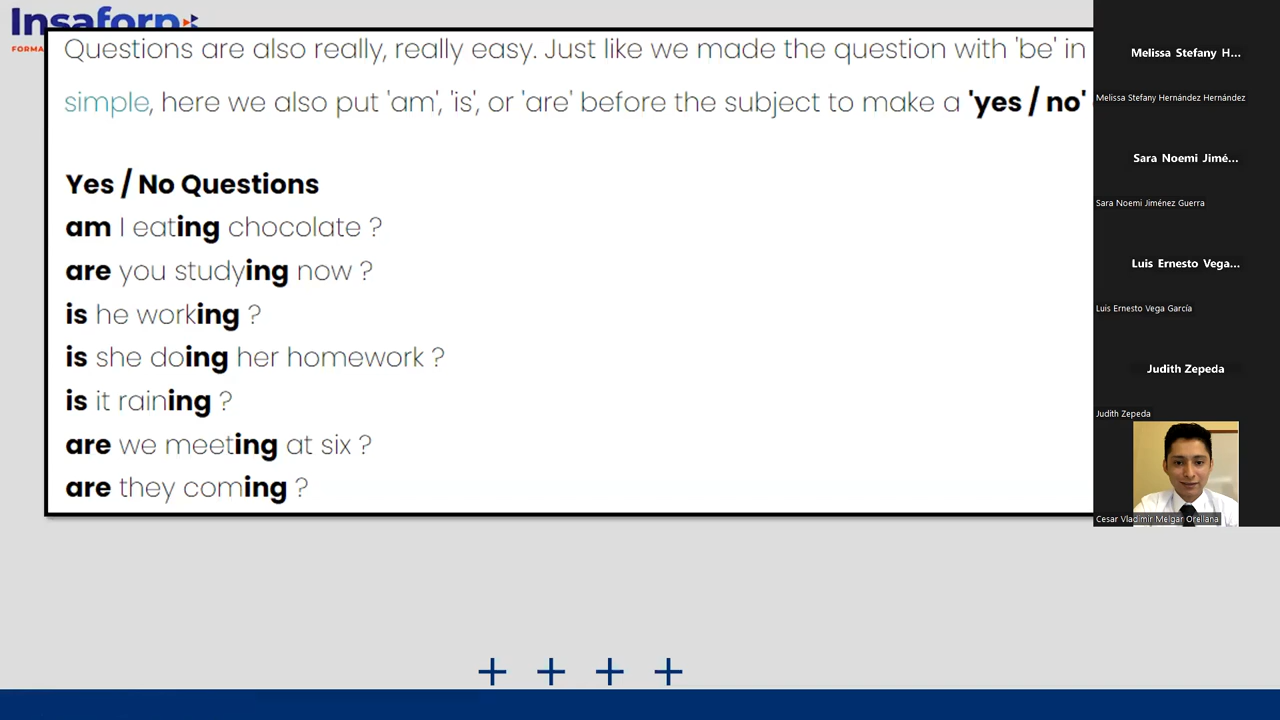 Insaforp
FORMA
Questions are also really, really easy. Just like we made the question with 'be' in
simple, here we also put 'am', 'is', or 'are' before the subject to make a 'yes / no'
Yes / No Questions
am I eating chocolate ?
are you studying now ?
is he working ?
is she doing her homework ?
is it raining ?
are we meeting at six ?
are they coming ?
Melissa Stefany H...
Melissa Stefany Hernández Hernández
Sara Noemi Jimé...
Sara Noemi Jiménez Guerra
Luis Ernesto Vega...
Luis Ernesto Vega García
Judith Zepeda
Judith Zepeda
Cesar Vladimir Melgar Orellana